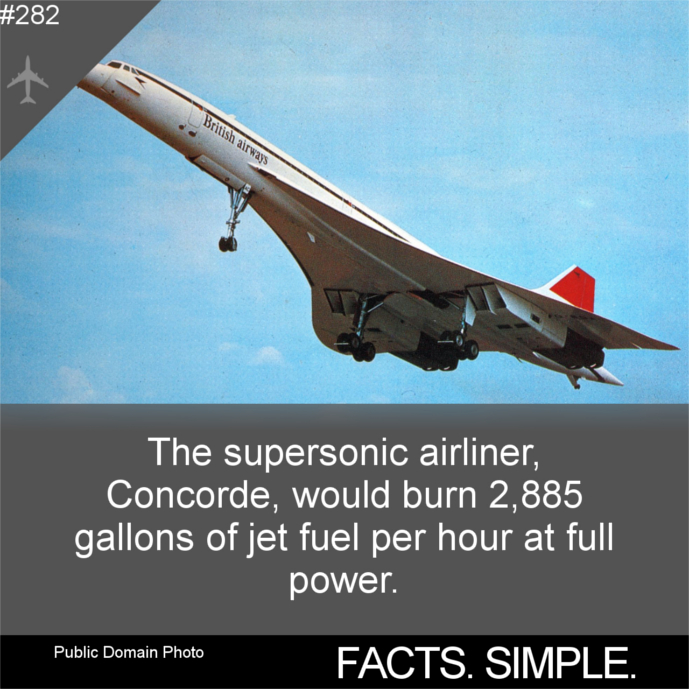 #282
British airways
The supersonic airliner,
Concorde, would burn 2,885
gallons of jet fuel per hour at full
power.
Public Domain Photo
FACTS. SIMPLE.